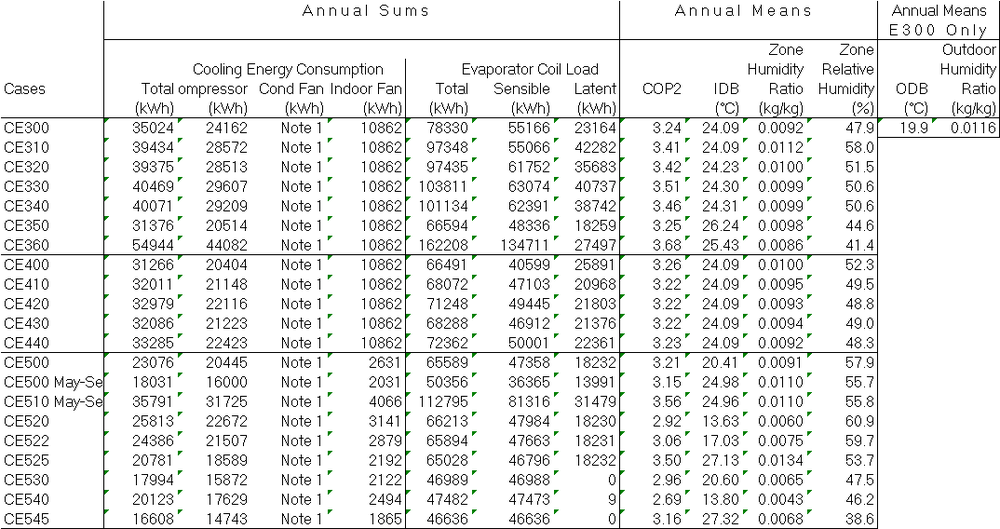 Annual Sums Annual Means Annual Means
E300 Only
Zone Zone Outdoor
Cooling Energy Consumption Evaporator Coil Load Humidity Relative Humidity
Cases Total ompressor Cond Fan Indoor Fan Total Sensible Latent COP2 IDB Ratio Humidity ODB Ratio
(kWh) (kWh) (kWh) (kWh) (kWh) (kWh) (kWh) (°C) (kg/kg) (%) (°C) (kg/kg)
CE300 35024 24162 Note 1 10862 78330 55166 23164 3.24 24.09 0.0092 47.9 19.9 0.0116
CE310 39434 28572 Note 1 10862 97348 55066 42282 3.41 24.09 0.0112 58.0
CE320 39375 28513 Note 1 10862 97435 61752 35683 3.42 24.23 0.0100 51.5
CE330 40469 29607 Note 1 10862 103811 63074 40737 3.51 24.30 0.0099 50.6
CE340 40071 29209 Note 1 10862 101134 62391 38742 3.46 24.31 0.0099 50.6
CE350 31376 20514 Note 1 10862 66594 48336 18259 3.25 26.24 0.0098 44.6
CE360 54944 44082 Note 1 10862 162208 134711 27497 3.68 25.43 0.0086 41.4
CE400 31266 20404 Note 1 10862 66491 40599 25891 3.26 24.09 0.0100 52.3
CE410 32011 21148 Note 1 10862 68072 47103 20968 3.22 24.09 0.0095 49.5
CE420 32979 22116 Note 1 10862 71248 49445 21803 3.22 24.09 0.0093 48.8
CE430 32086 21223 Note 1 10862 68288 46912 21376 3.22 24.09 0.0094 49.0
CE440 33285 22423 Note 1 10862 72362 50001 22361 3.23 24.09 0.0092 48.3
CE500 23076 20445 Note 1 2631 65589 47358 18232 3.21 20.41 0.0091 57.9
CE500 May-Se 18031 16000 Note 1 2031 50356 36365 13991 3.15 24.98 0.0110 55.7
CE510 May-Se 35791 31725 Note 1 4066 112795 81316 31479 3.56 24.96 0.0110 55.8
CE520 25813 22672 Note 1 3141 66213 47984 18230 2.92 13.63 0.0060 60.9
CE522 24386 21507 Note 1 2879 65894 47663 18231 3.06 17.03 0.0075 59.7
CE525 20781 18589 Note 1 2192 65028 46796 18232 3.50 27.13 0.0134 53.7
CE530 17994 15872 Note 1 2122 46989 46988 0 2.96 20.60 0.0065 47.5
CE540 20123 17629 Note 1 2494 47482 47473 9 2.69 13.80 0.0043 46.2
CE545 16608 14743 Note 1 1865 46636 46636 0 3.16 27.32 0.0068 38.6